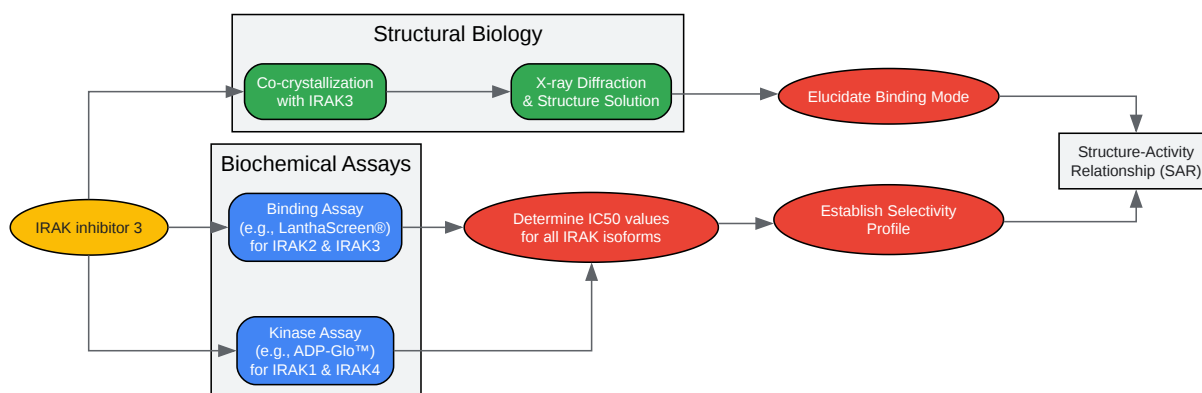 Structural Biology
Co-crystallization
with IRAK3
X-ray Diffraction
& Structure Solution
Elucidate Binding Mode
Structure-Activity
Relationship (SAR)
Biochemical Assays
IRAK inhibitor 3
Binding Assay
(e.g., LanthaScreen®)
for IRAK2 & IRAK3
Determine IC50 values
for all IRAK isoforms
Establish Selectivity
Profile
Kinase Assay
(e.g., ADP-Glo™)
for IRAK1 & IRAK4